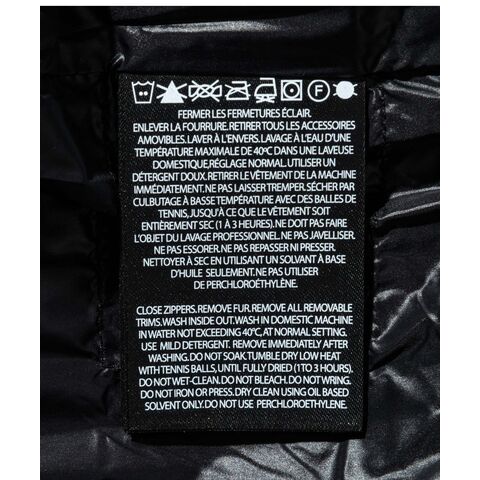 FERMER LES FERMETURES ÉCLAIR.
ENLEVER LA FOURRURE.RETIRER TOUS LES ACCESSOIRES
AMOVIBLES.LAVER À L'ENVERS.LAVAGE À L'EAU D'UNE
TEMPÉRATURE MAXIMALE DE 40°C DANS UNE LAVEUSE
DOMESTIQUE,RÉGLAGE NORMAL.UTILISER UN
DÉTERGENT DOUX. RETIRER LE VÊTEMENT DE LA MACHINE
IMMÉDIATEMENT. NE PAS LAISSER TREMPER. SÉCHER PAR
CULBUTAGE À BASSE TEMPÉRATURE AVEC DES BALLES DE
TENNIS,JUSQU'À CE QUE LE VÊTEMENT SOIT
ENTIÈREMENT SEC (1 À 3 HEURES).NE DOIT PAS FAIRE
L'OBJET DU LAVAGE PROFESSIONNEL. NE PAS JAVELLISER.
NE PAS ESSORER. NE PAS REPASSER NI PRESSER.
NETTOYER À SEC EN UTILISANT UN SOLVANT À BASE
D'HUILE SEULEMENT.NE PAS UTILISER
DE PERCHLOROÉTHYLÈNE.
CLOSE ZIPPERS.REMOVE FUR. REMOVE ALL REMOVABLE
TRIMS.WASH INSIDE OUT.WASH IN DOMESTIC MACHINE
IN WATER NOT EXCEEDING 40°C, AT NORMAL SETTING.
USE MILD DETERGENT. REMOVE IMMEDIATELY AFTER
WASHING.DO NOT SOAK.TUMBLE DRY LOW HEAT
WITH TENNIS BALLS, UNTIL FULLY DRIED (1TO 3 HOURS).
DO NOT WET-CLEAN.DO NOT BLEACH.DO NOT WRING.
DO NOT IRON OR PRESS.DRY CLEAN USING OIL BASED
SOLVENT ONLY.DO NOT USE PERCHLOROETHYLENE.